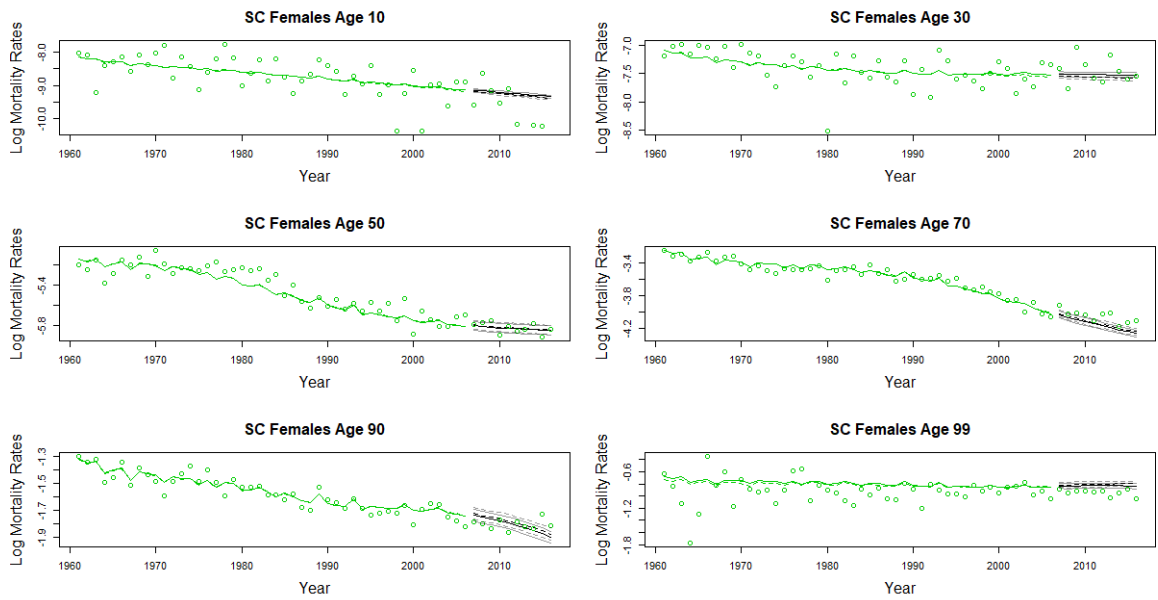 SC Females Age 10
Log Mortality Rates
-8.0
-9.0
-10.0
1960 1970 1980 1990 2000 2010
Year
SC Females Age 30
Log Mortality Rates
-7.0
-7.5
-8.0
-8.5
1960 1970 1980 1990 2000 2010
Year
SC Females Age 50
Log Mortality Rates
-5.4
-5.8
1960 1970 1980 1990 2000 2010
Year
SC Females Age 70
Log Mortality Rates
-3.4
-3.8
-4.2
1960 1970 1980 1990 2000 2010
Year
SC Females Age 90
Log Mortality Rates
-1.3
-1.5
-1.7
-1.9
1960 1970 1980 1990 2000 2010
Year
SC Females Age 99
Log Mortality Rates
-0.6
-1.2
-1.8
1960 1970 1980 1990 2000 2010
Year